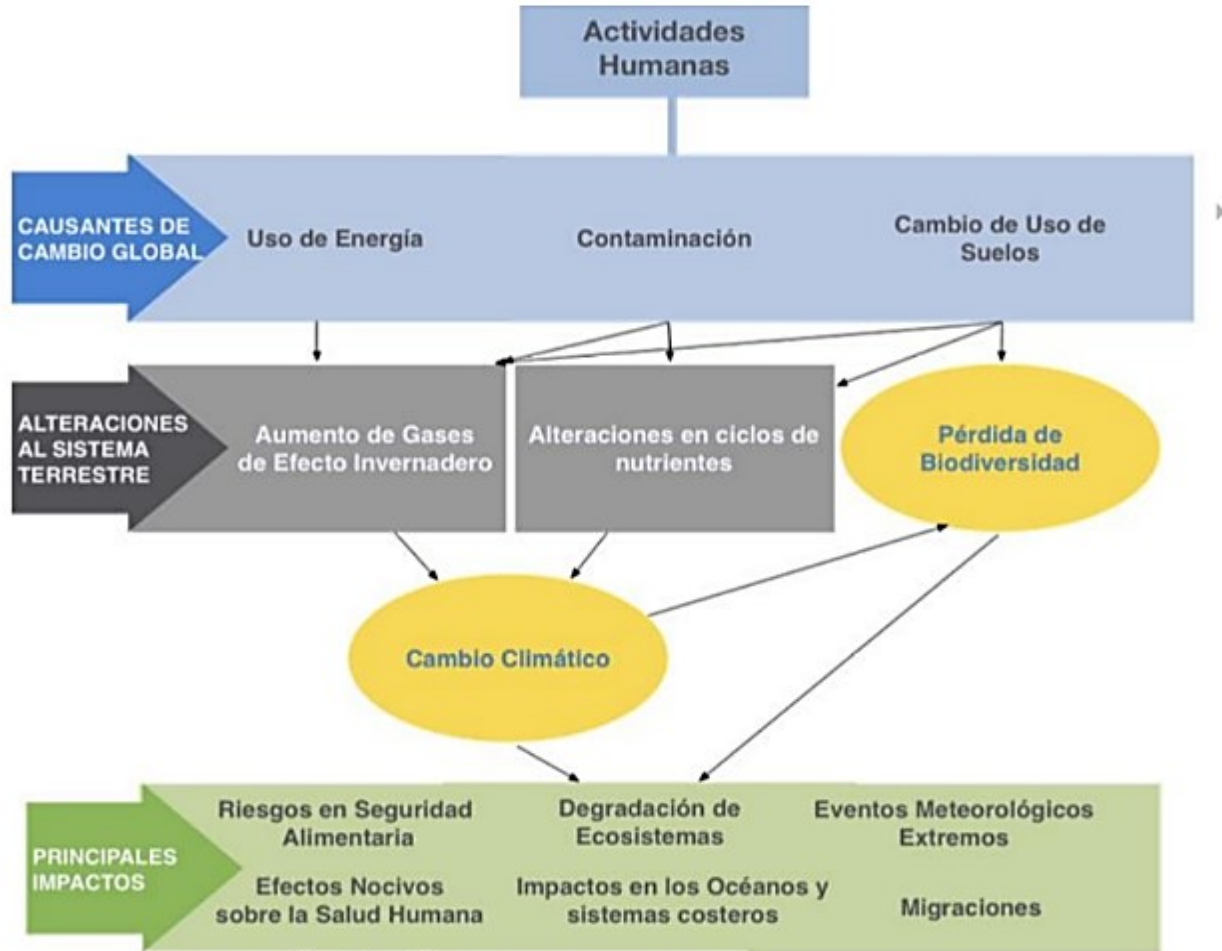 Actividades
Humanas
CAUSANTES DE
CAMBIO GLOBAL
Uso de Energía
Contaminación
Cambio de Uso de
Suelos
ALTERACIONES
AL SISTEMA
TERRESTRE
Aumento de Gases
de Efecto Invernadero
Alteraciones en ciclos de
nutrientes
Pérdida de
Biodiversidad
Cambio Climático
PRINCIPALES
IMPACTOS
Riesgos en Seguridad
Alimentaria
Degradación de
Ecosistemas
Eventos Meteorológicos
Extremos
Efectos Nocivos
sobre la Salud Humana
Impactos en los Océanos y
sistemas costeros
Migraciones